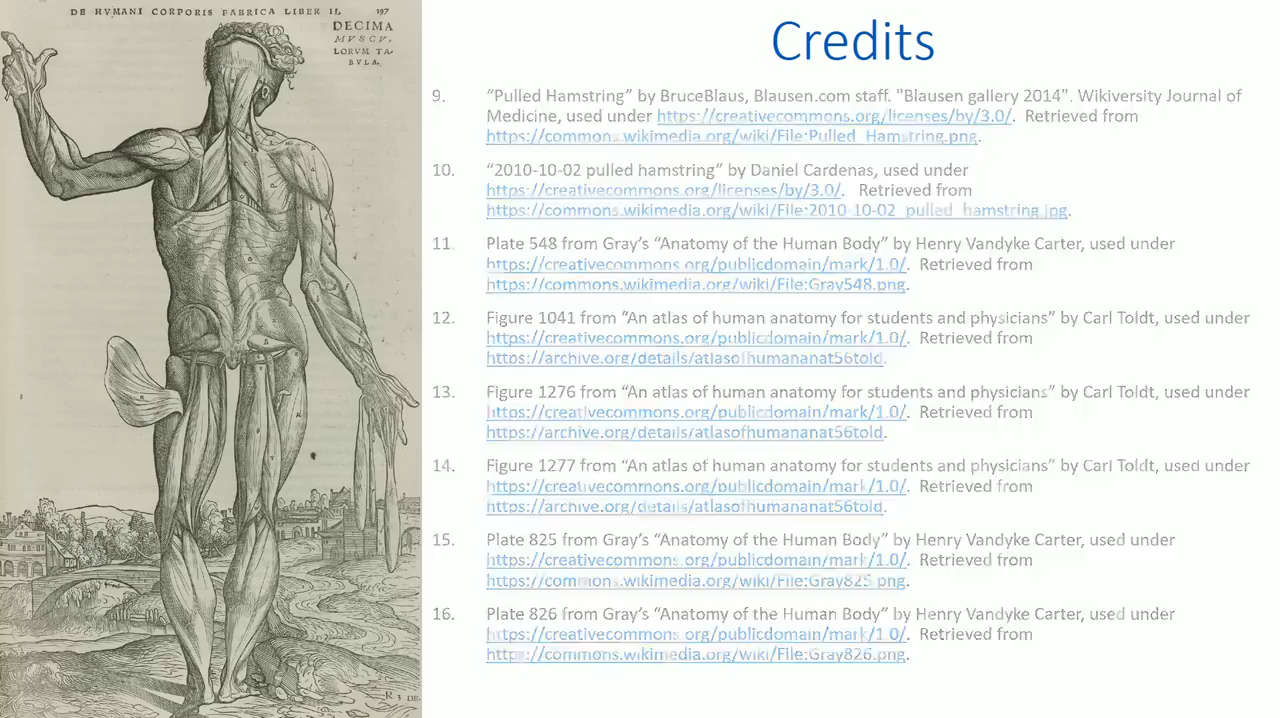 DE HVMANI CORPORIS FABRICA LIBER II. 197
DECIMA
MVSCV‐
LORVM TA‐
BVLA.
Credits
9. “Pulled Hamstring” by BruceBlaus, Blausen.com staff. "Blausen gallery 2014". Wikiversity Journal of
Medicine, used under https://creativecommons.org/licenses/by/3.0/. Retrieved from
https://commons.wikimedia.org/wiki/File:Pulled_Hamstring.png.
10. “2010-10-02 pulled hamstring” by Daniel Cardenas, used under
https://creativecommons.org/licenses/by/3.0/. Retrieved from
https://commons.wikimedia.org/wiki/File:2010-10-02_pulled_hamstring.jpg.
11. Plate 548 from Gray’s “Anatomy of the Human Body” by Henry Vandyke Carter, used under
https://creativecommons.org/publicdomain/mark/1.0/. Retrieved from
https://commons.wikimedia.org/wiki/File:Gray548.png.
12. Figure 1041 from “An atlas of human anatomy for students and physicians” by Carl Toldt, used under
https://creativecommons.org/publicdomain/mark/1.0/. Retrieved from
https://archive.org/details/atlasofhumananat56told.
13. Figure 1276 from “An atlas of human anatomy for students and physicians” by Carl Toldt, used under
https://creativecommons.org/publicdomain/mark/1.0/. Retrieved from
https://archive.org/details/atlasofhumananat56told.
14. Figure 1277 from “An atlas of human anatomy for students and physicians” by Carl Toldt, used under
https://creativecommons.org/publicdomain/mark/1.0/. Retrieved from
https://archive.org/details/atlasofhumananat56told.
15. Plate 825 from Gray’s “Anatomy of the Human Body” by Henry Vandyke Carter, used under
https://creativecommons.org/publicdomain/mark/1.0/. Retrieved from
https://commons.wikimedia.org/wiki/File:Gray825.png.
16. Plate 826 from Gray’s “Anatomy of the Human Body” by Henry Vandyke Carter, used under
https://creativecommons.org/publicdomain/mark/1.0/. Retrieved from
https://commons.wikimedia.org/wiki/File:Gray826.png.